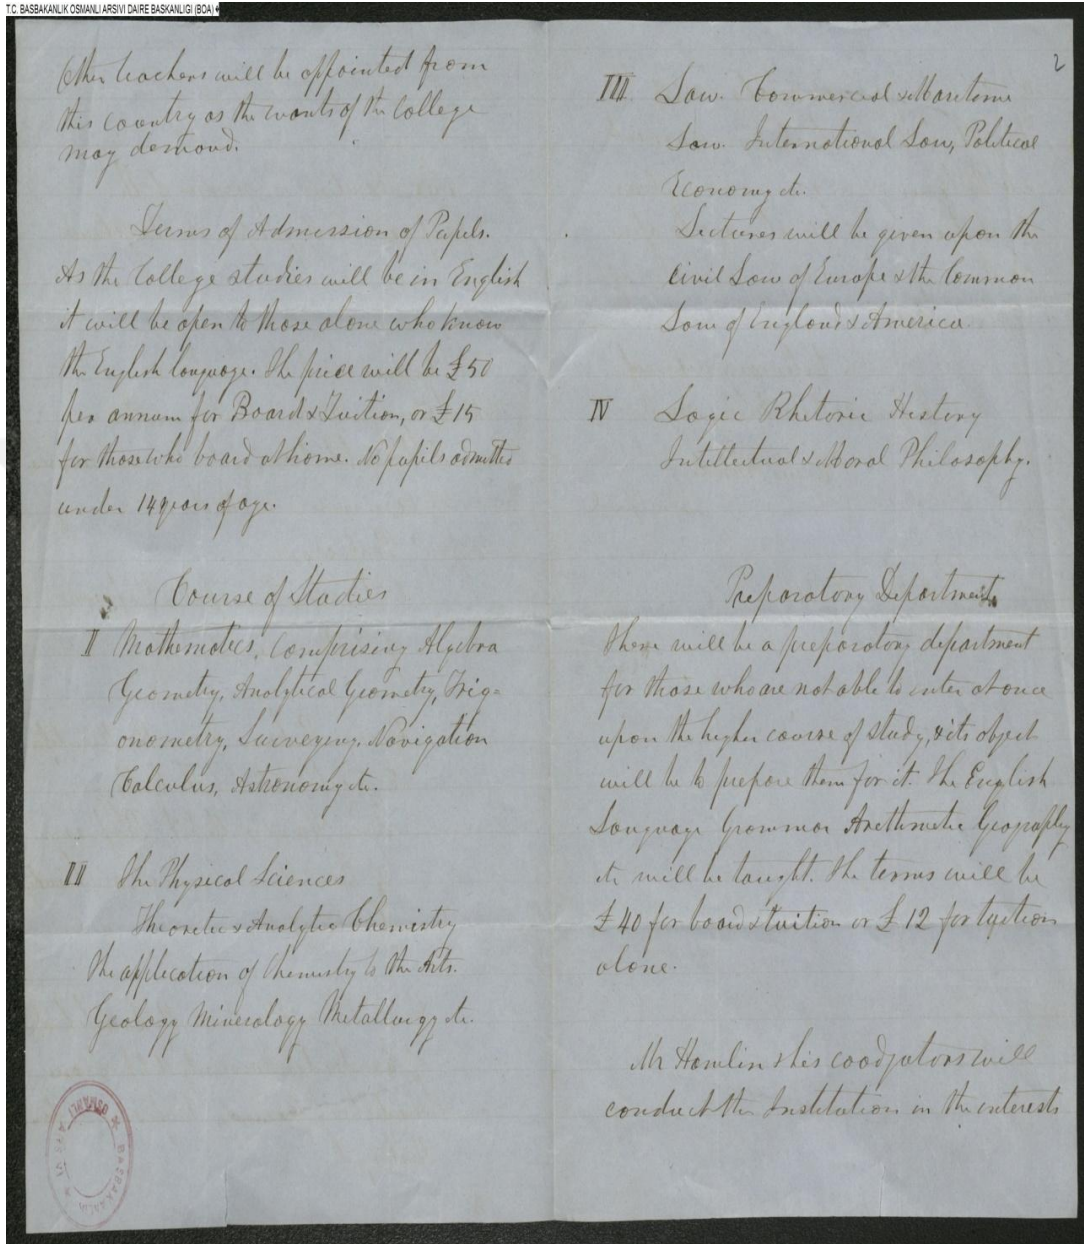 T.C. BASBAKANLIK OSMANLI ARSIVI DAIRE BASKANLIGI (BOA)
Other teachers will be appointed from
this country as the wants of the College
may demand.
Terms of Admission of Pupils.
As the College studies will be in English
it will be open to those alone who know
the English language. The price will be £50
per annum for Board & Tuition, or £15
for those who board at home. No pupils admitted
under 14 years of age.
Course of Studies
I Mathematics, comprising Algebra
Geometry, Analytical Geometry, Trig-
onometry, Surveying, Navigation
Calculus, Astronomy &c.
II The Physical Sciences
Theoretic & Analytic Chemistry
the application of Chemistry to the Arts.
Geology Mineralogy Metallurgy &c.
OSMANLI
2
III Law. Commercial & Maritime
Law. International Law, Political
Economy &c.
Lectures will be given upon the
Civil Law of Europe & the Common
Law of England & America
IV Logic Rhetoric History
Intellectual & Moral Philosophy.
Preparatory Department
There will be a preparatory department
for those who are not able to enter at once
upon the higher course of study, & its object
will be to prepare them for it. The English
Language Grammar Arithmetic Geography
&c will be taught. The terms will be
£40 for board & tuition or £12 for tuition
alone.
Mr Hamlin & his coadjutors will
conduct the Institution in the interests